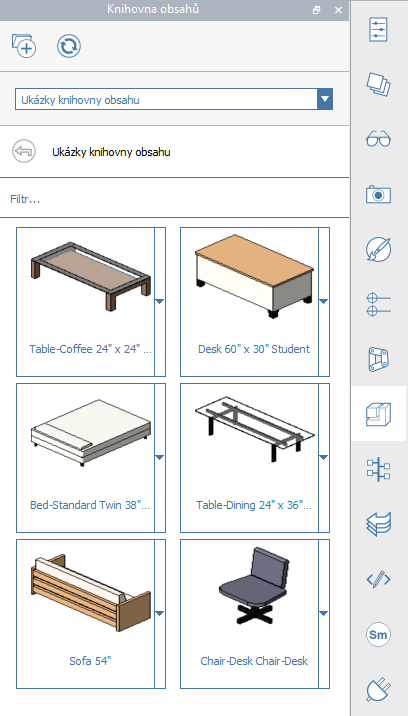 Knihovna obsahů
Ukázky knihovny obsahu
Ukázky knihovny obsahu
Filtr...
Table-Coffee 24" x 24" ...
Desk 60" x 30" Student
Bed-Standard Twin 38"...
Table-Dining 24" x 36"...
Sofa 54"
Chair-Desk Chair-Desk
Sm